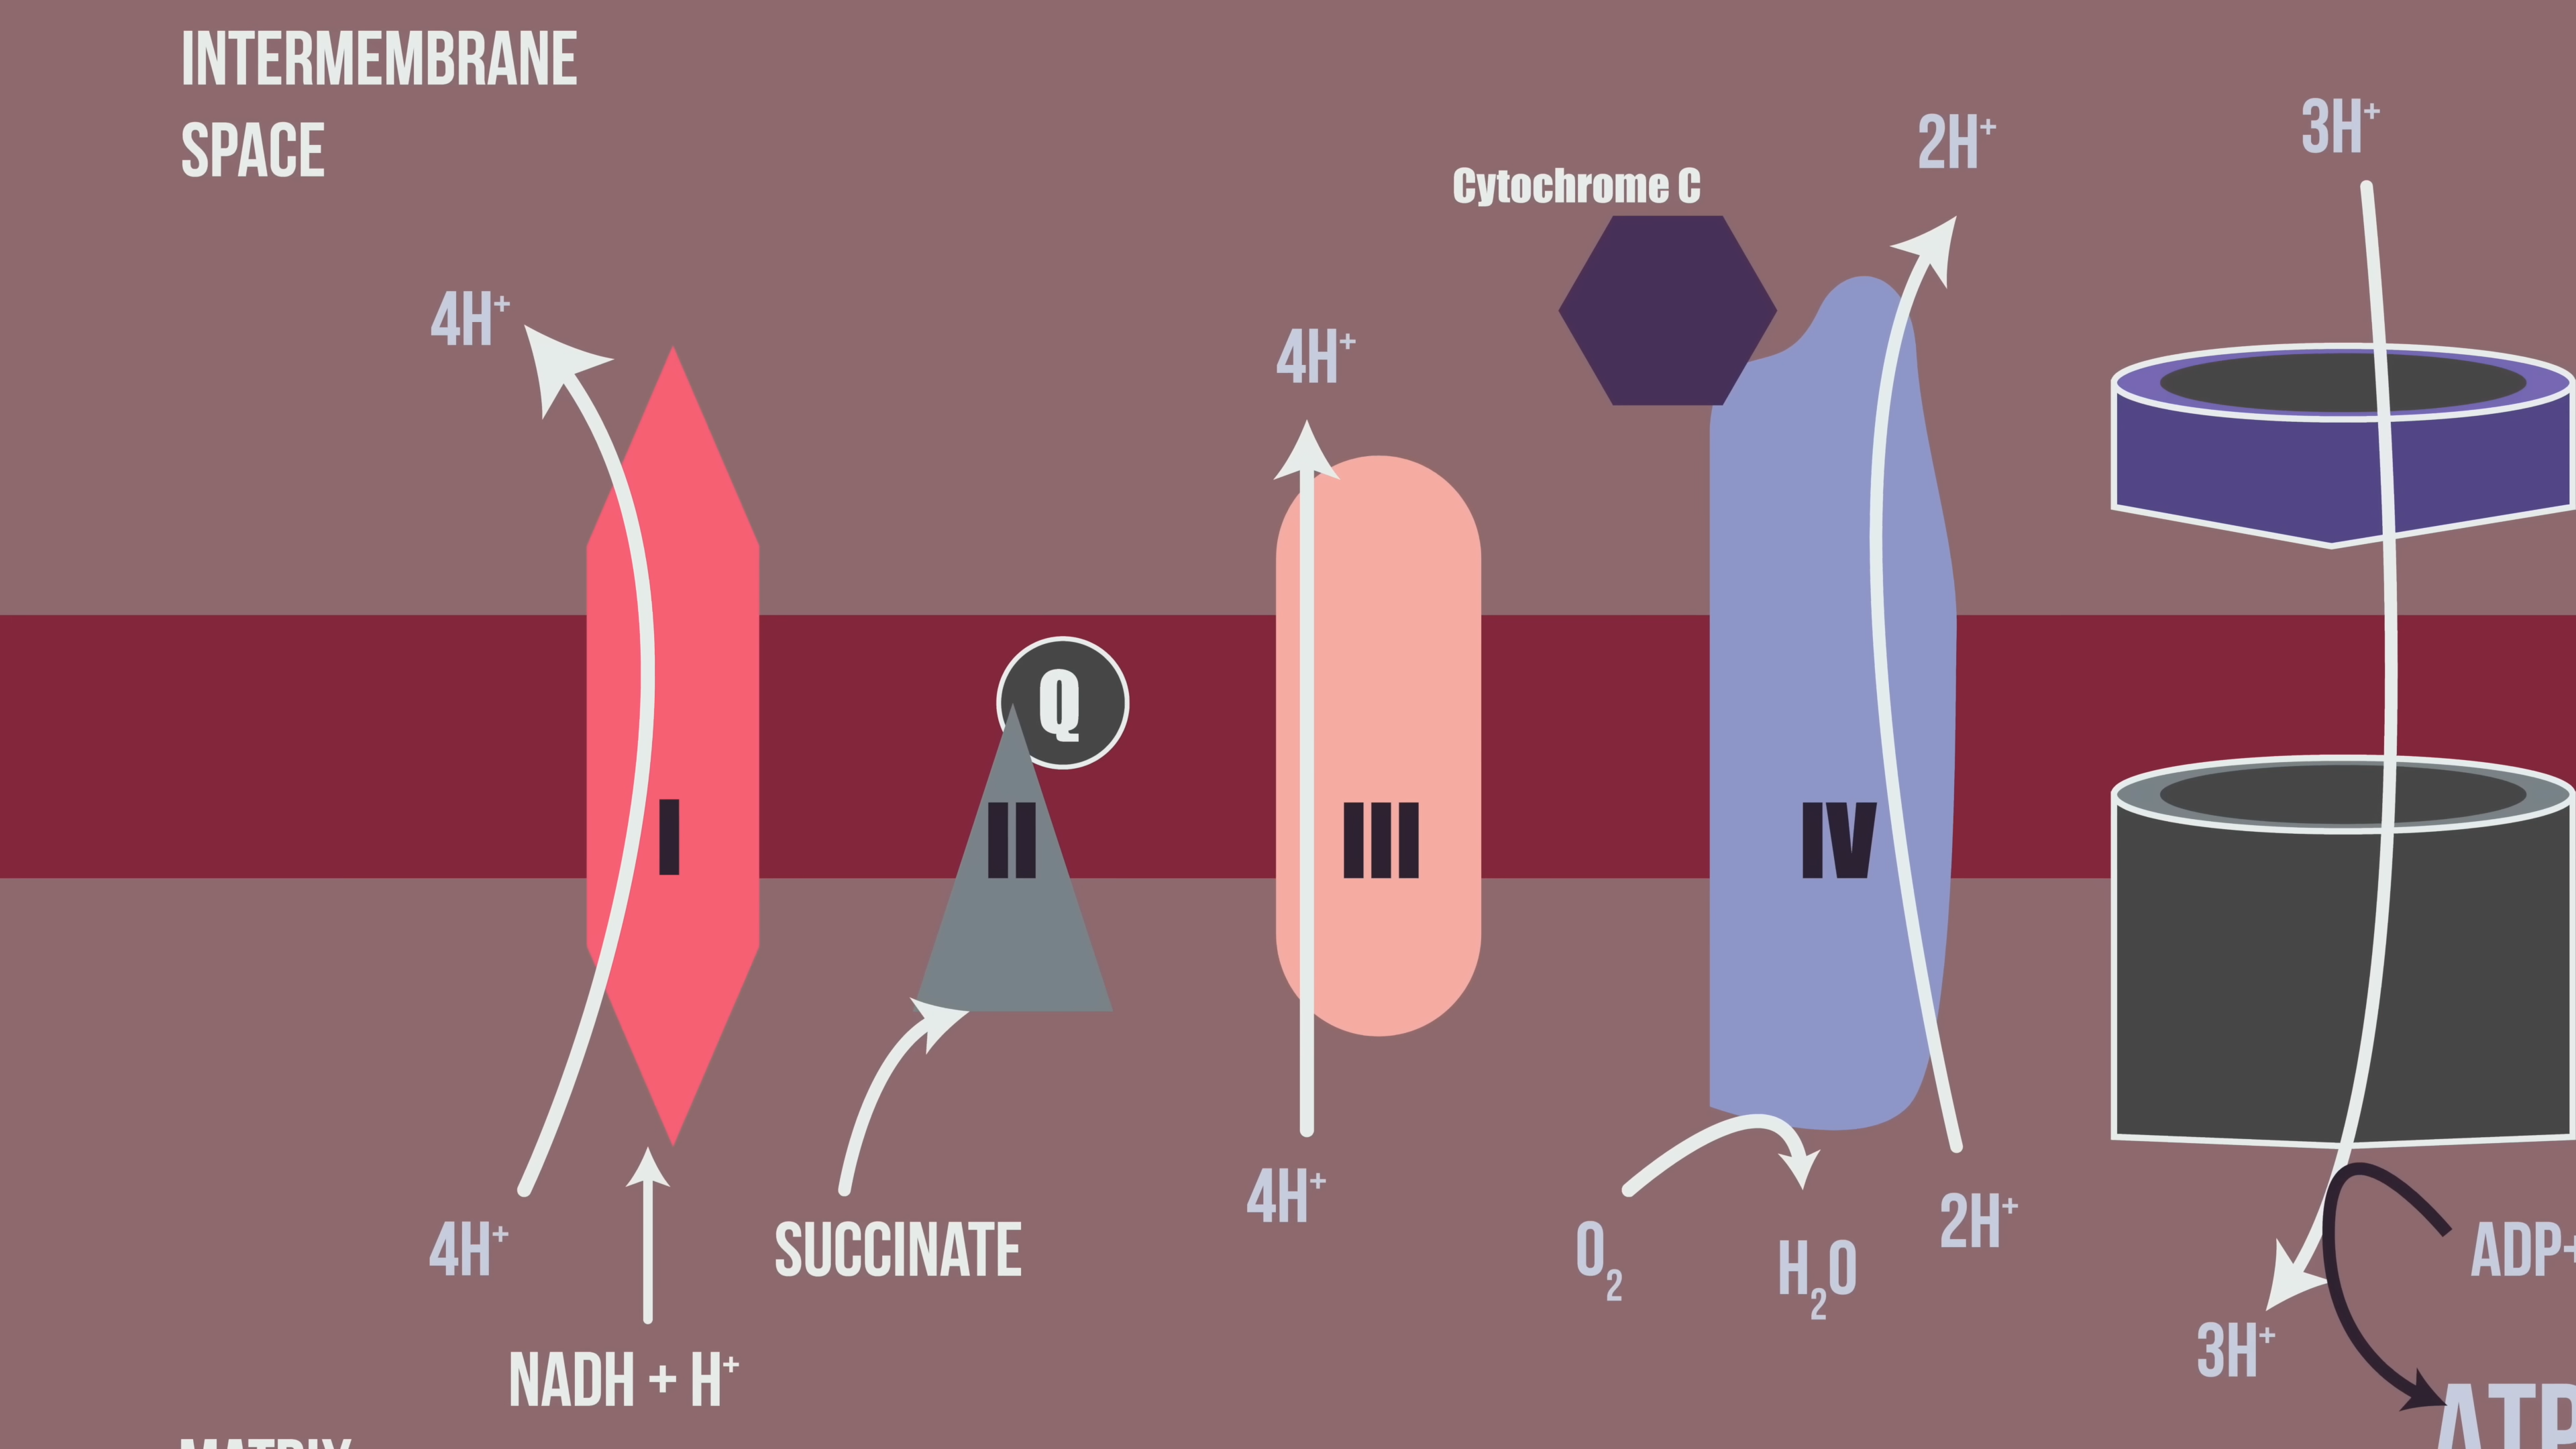 INTERMEMBRANE
SPACE
2H⁺
3H⁺
Cytochrome C
4H⁺
4H⁺
Q
I
II
III
IV
4H⁺
4H⁺
SUCCINATE
O₂
H₂O
2H⁺
ADP+
3H⁺
NADH + H⁺
ATP
MATRIX